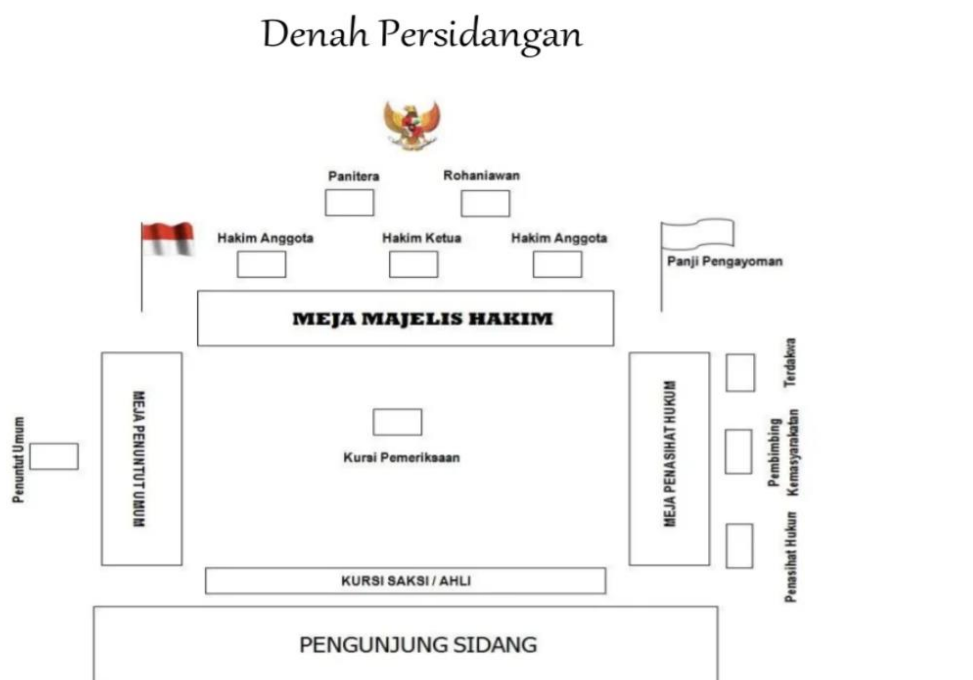 Denah Persidangan
Panitera
Rohaniawan
Hakim Anggota
Hakim Ketua
Hakim Anggota
Panji Pengayoman
MEJA MAJELIS HAKIM
Penuntut Umum
MEJA PENUNTUT UMUM
Kursi Pemeriksaan
MEJA PENASIHAT HUKUM
Terdakwa
Pembimbing
Kemasyarakatan
Penasihat Hukun
KURSI SAKSI / AHLI
PENGUNJUNG SIDANG